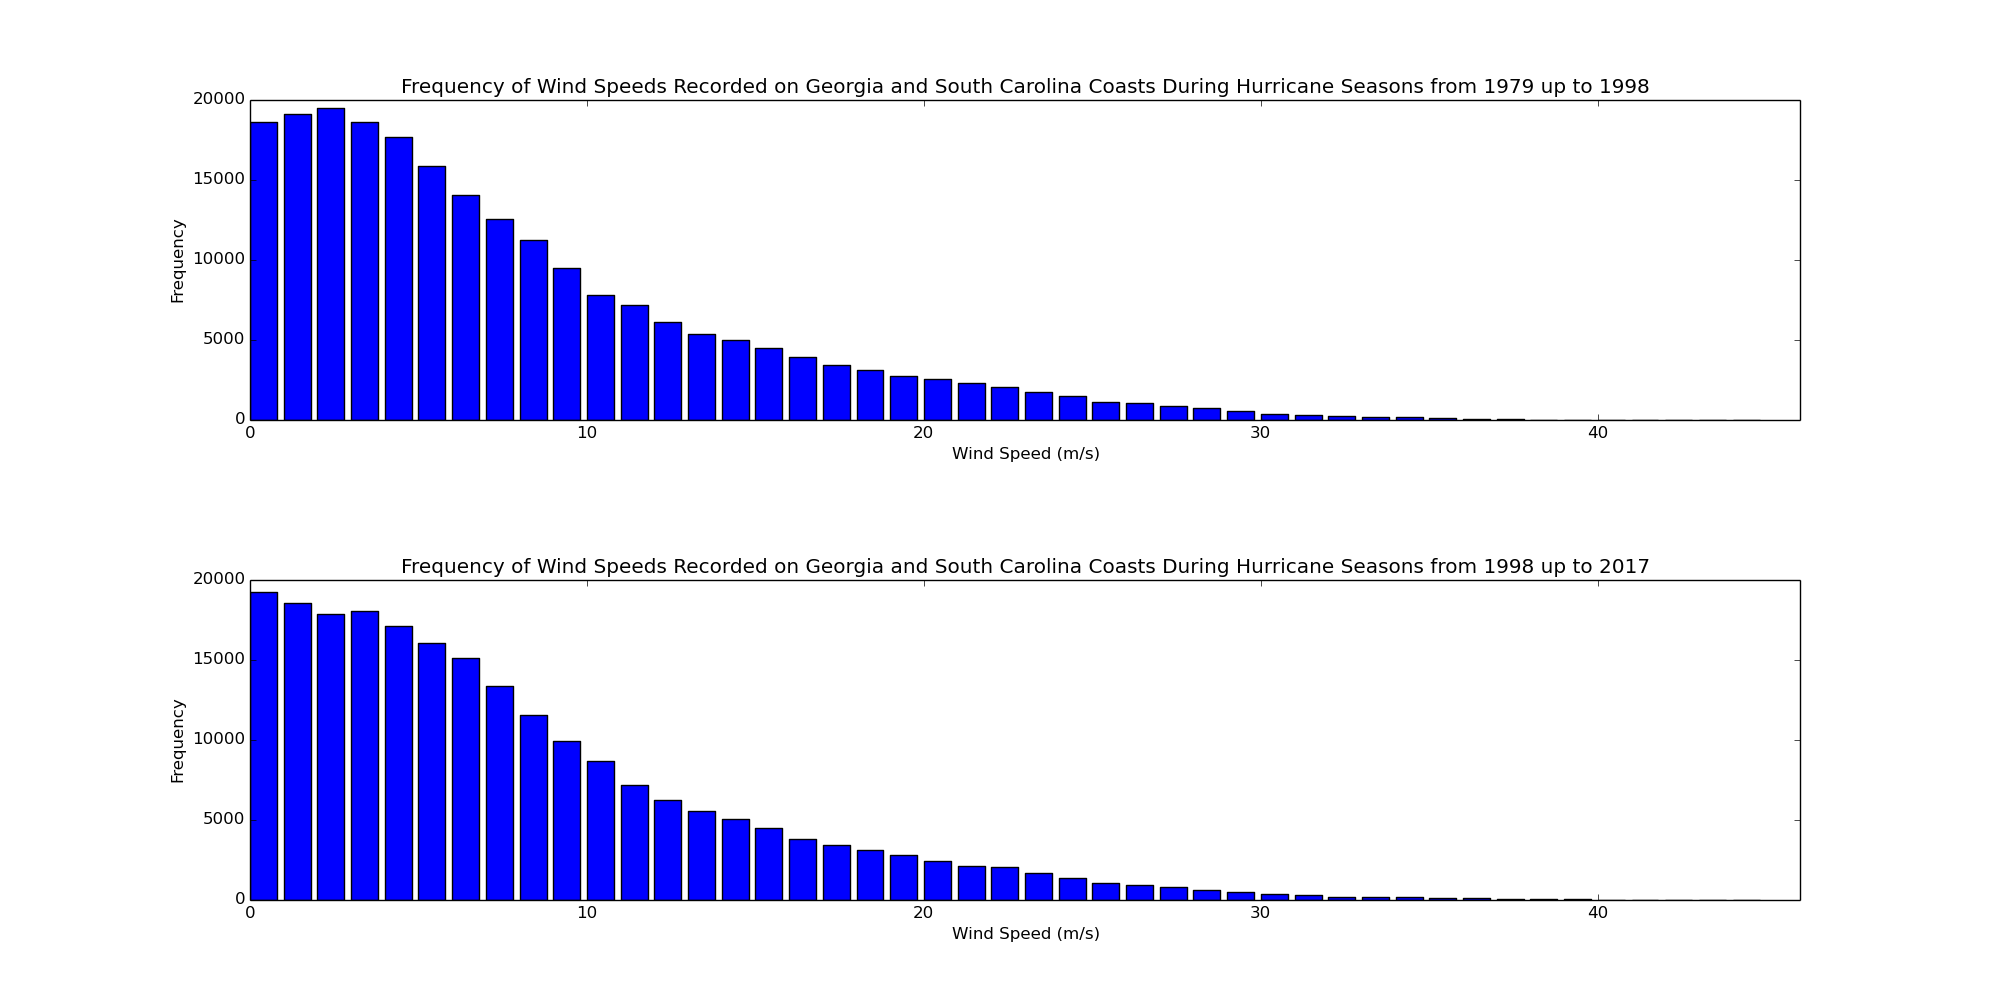 Frequency of Wind Speeds Recorded on Georgia and South Carolina Coasts During Hurricane Seasons from 1979 up to 1998
20000
15000
10000
5000
0
Frequency
0 10 20 30 40
Wind Speed (m/s)
Frequency of Wind Speeds Recorded on Georgia and South Carolina Coasts During Hurricane Seasons from 1998 up to 2017
20000
15000
10000
5000
0
Frequency
0 10 20 30 40
Wind Speed (m/s)